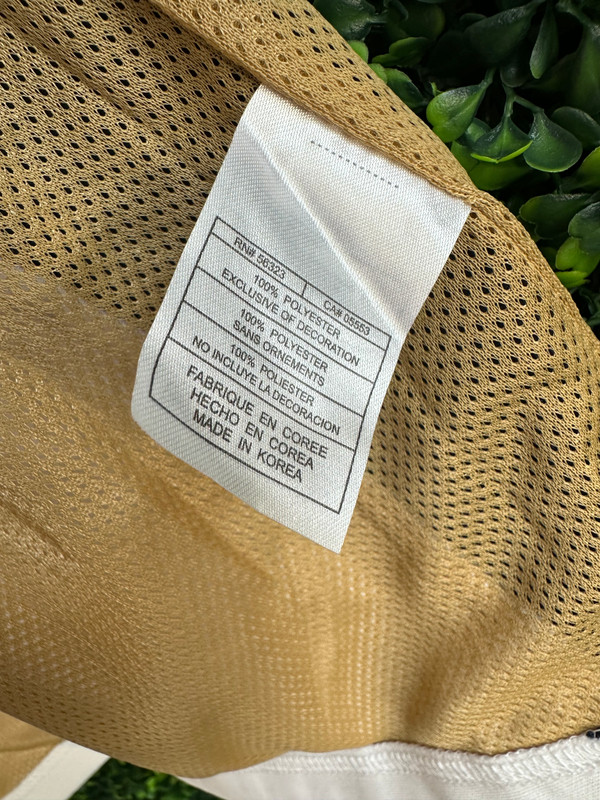 RN# 56323 CA# 05553
100% POLYESTER
EXCLUSIVE OF DECORATION
100% POLYESTER
SANS ORNEMENTS
100% POLIESTER
NO INCLUYE LA DECORACION
FABRIQUE EN COREE
HECHO EN COREA
MADE IN KOREA